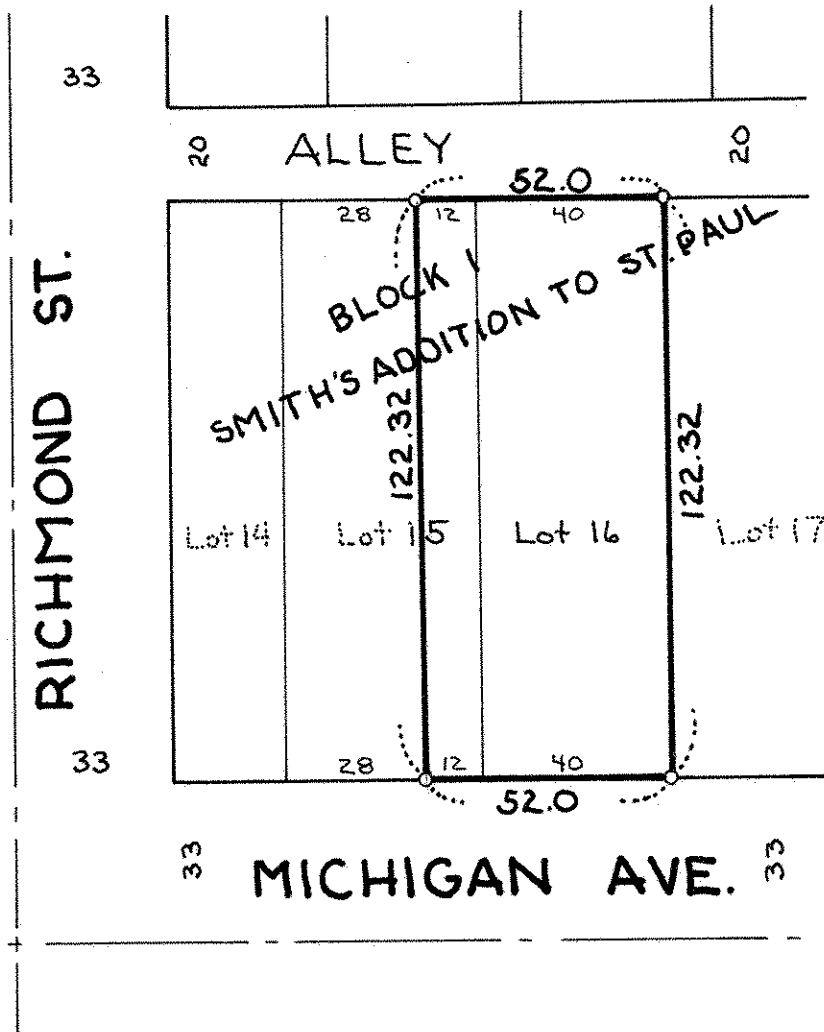 33
20
ALLEY
20
52.0
28
12
40
BLOCK 1
SMITH'S ADDITION TO ST. PAUL
RICHMOND ST.
122.32
122.32
Lot 14
Lot 15
Lot 16
Lot 17
33
28
12
40
52.0
33
MICHIGAN AVE.
33